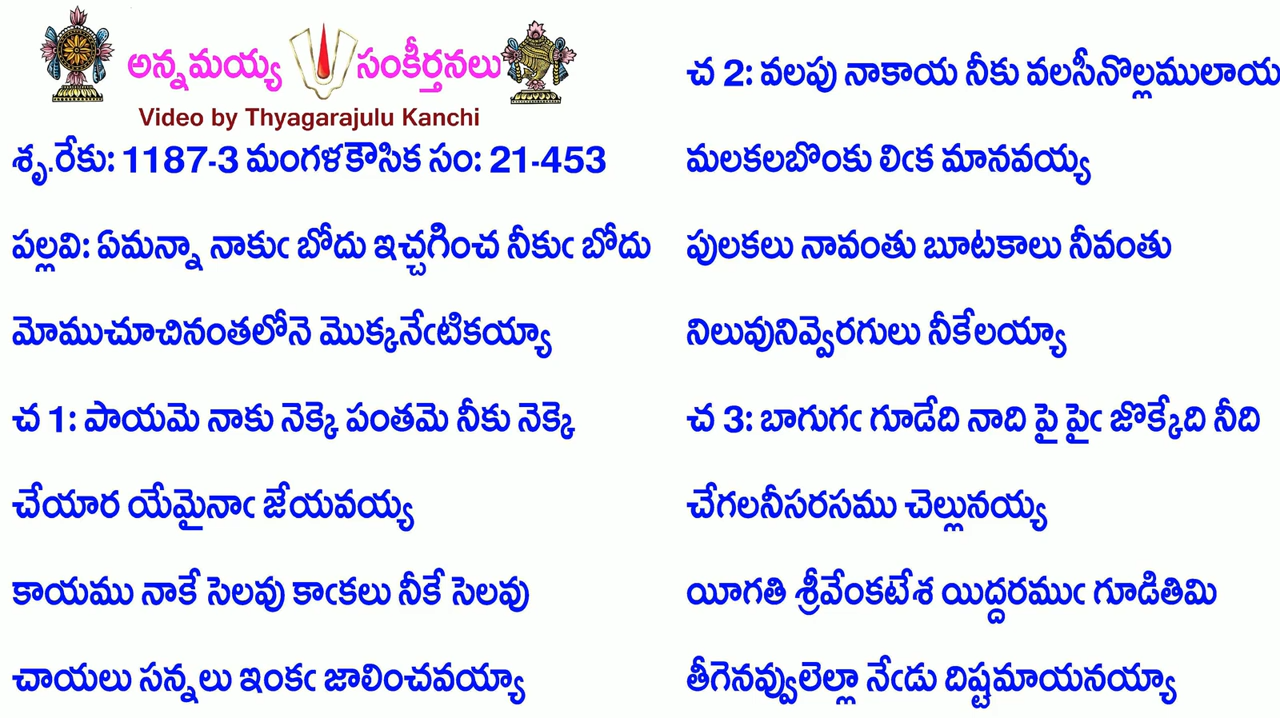 అన్నమయ్య సంకీర్తనలు
Video by Thyagarajulu Kanchi
శృ.రేకు: 1187-3 మంగళకౌసిక సం: 21-453
పల్లవి: ఏమన్నా నాకుఁ బోదు ఇచ్చగించ నీకుఁ బోదు
మోముచూచినంతలోనె మొక్కనేఁటికయ్యా
చ 1: పాయమె నాకు నెక్కె పంతమె నీకు నెక్కె
చేయార యేమైనాఁ జేయవయ్య
కాయము నాకే సెలవు కాఁకలు నీకే సెలవు
చాయలు సన్నలు ఇంకఁ జాలించవయ్యా
చ 2: వలపు నాకాయ నీకు వలసీనొల్లములాయ
మలకలబొంకు లిఁక మానవయ్య
పులకలు నావంతు బూటకాలు నీవంతు
నిలువునివ్వెరగులు నీకేలయ్యా
చ 3: బాగుగఁ గూడేది నాది పై పైఁ జొక్కేది నీది
చేగలనీసరసము చెల్లునయ్య
యీగతి శ్రీవేంకటేశ యిద్దరముఁ గూడితిమి
తీగెనవ్వులెల్లా నేఁడు దిష్టమాయనయ్యా